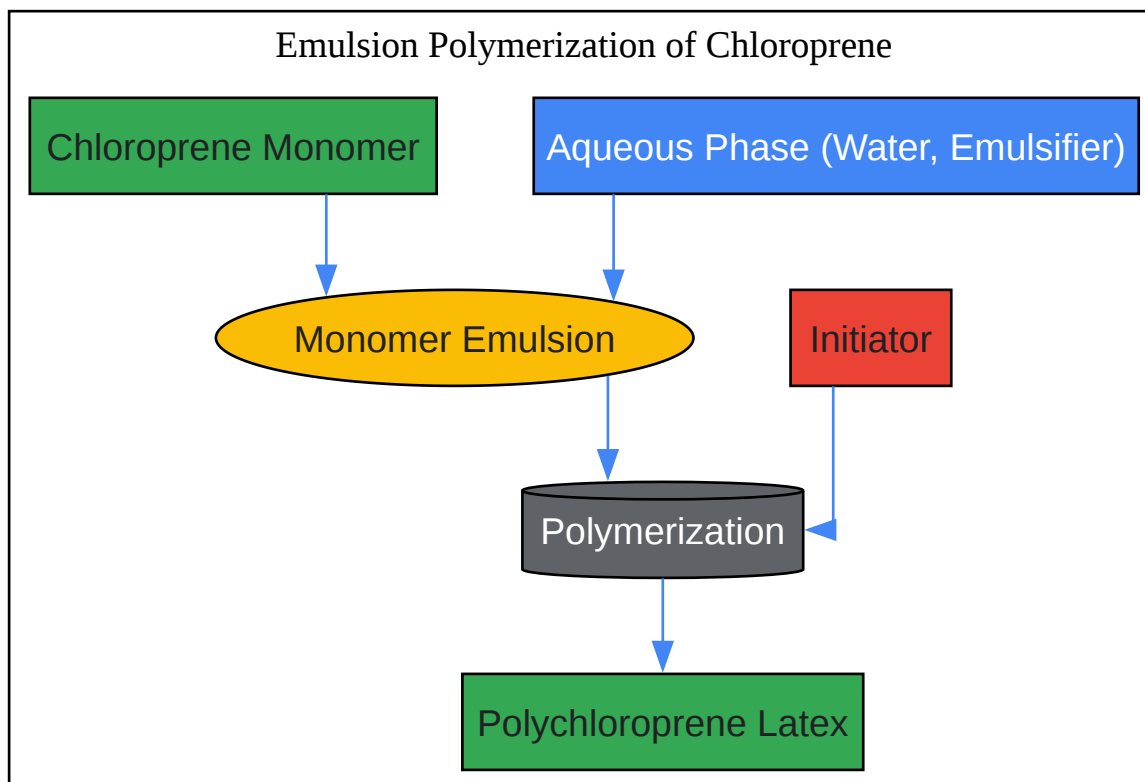 Emulsion Polymerization of Chloroprene
Chloroprene Monomer
Aqueous Phase (Water, Emulsifier)
Monomer Emulsion
Initiator
Polymerization
Polychloroprene Latex